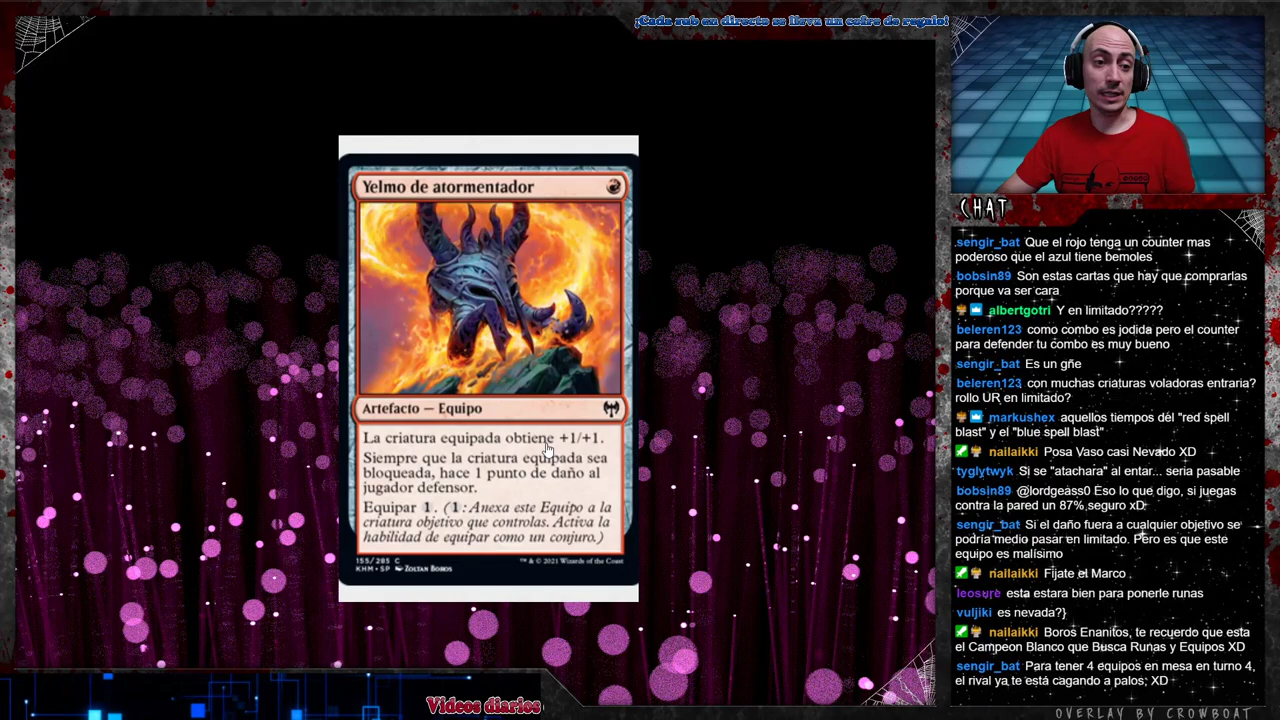 ¡Cada sub en directo se lleva un cofre de regalo!
Yelmo de atormentador
Artefacto — Equipo
La criatura equipada obtiene +1/+1.
Siempre que la criatura equipada sea
bloqueada, hace 1 punto de daño al
jugador defensor.
Equipar 1. (1: Anexa este Equipo a la
criatura objetivo que controlas. Activa la
habilidad de equipar como un conjuro.)
155/285 C
KHM • SP ZOLTAN BOROS
™ & © 2021 Wizards of the Coast
CHAT
sengir_bat Que el rojo tenga un counter mas
poderoso que el azul tiene bemoles
bobsin89 Son estas cartas que hay que comprarlas
porque va ser cara
albertgotri Y en limitado?????
beleren123 como combo es jodida pero el counter
para defender tu combo es muy bueno
sengir_bat Es un gñe
beleren123 con muchas criaturas voladoras entraria?
rollo UR en limitado?
markushex aquellos tiempos del "red spell
blast" y el "blue spell blast"
nailaikki Posa Vaso casi Nevado XD
tyglytwyk Si se "atachara" al entar... seria pasable
bobsin89 @lordgeass0 Eso lo que digo, si juegas
contra la pared un 87% seguro xD
sengir_bat Si el daño fuera a cualquier objetivo se
podría medio pasar en limitado. Pero es que este
equipo es malísimo
nailaikki Fijate el Marco
leosure esta estara bien para ponerle runas
vuljiki es nevada?}
nailaikki Boros Enanitos, te recuerdo que esta
el Campeon Blanco que Busca Runas y Equipos XD
sengir_bat Para tener 4 equipos en mesa en turno 4,
el rival ya te está cagando a palos; XD
Videos diarios
OVERLAY BY CROWBOAT